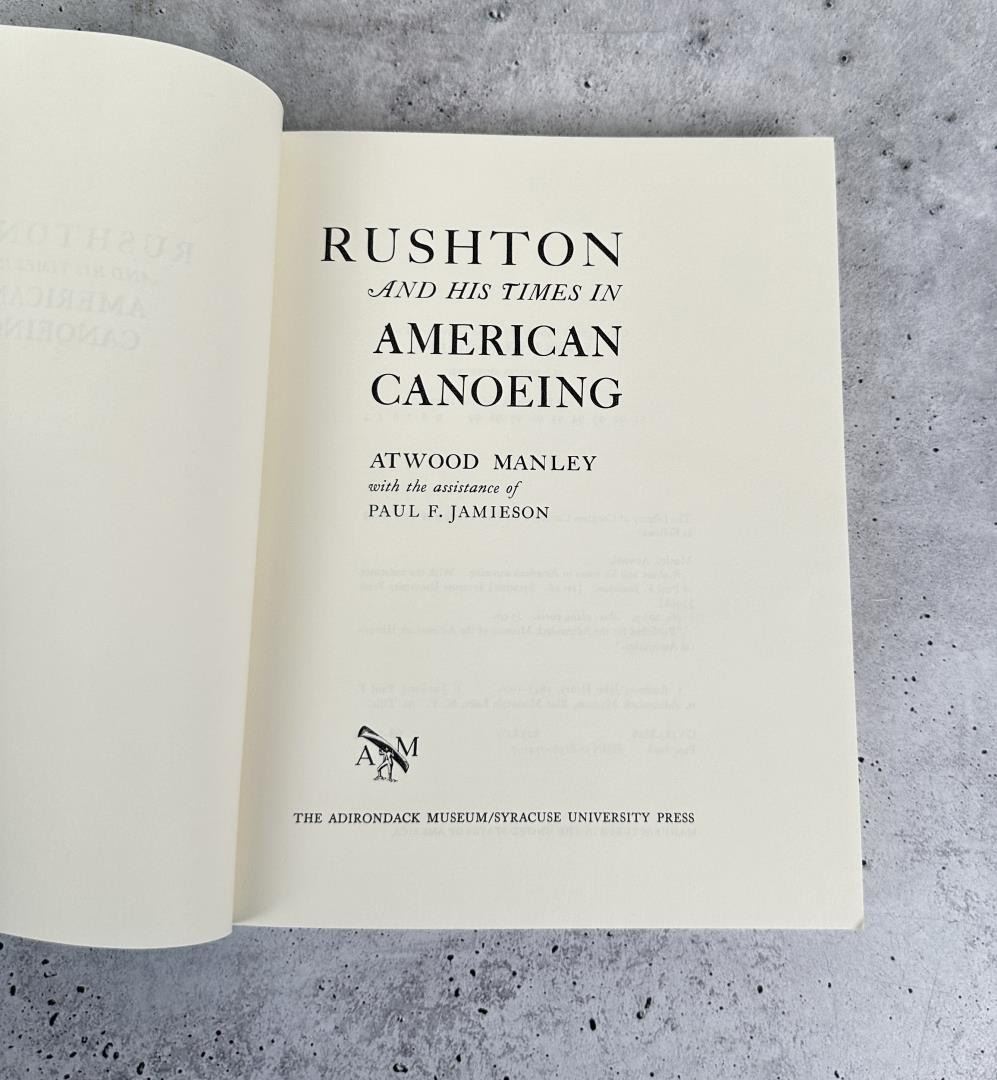 RUSHTON
AND HIS TIMES IN
AMERICAN
CANOEING
ATWOOD MANLEY
with the assistance of
PAUL F. JAMIESON
A M
THE ADIRONDACK MUSEUM/SYRACUSE UNIVERSITY PRESS